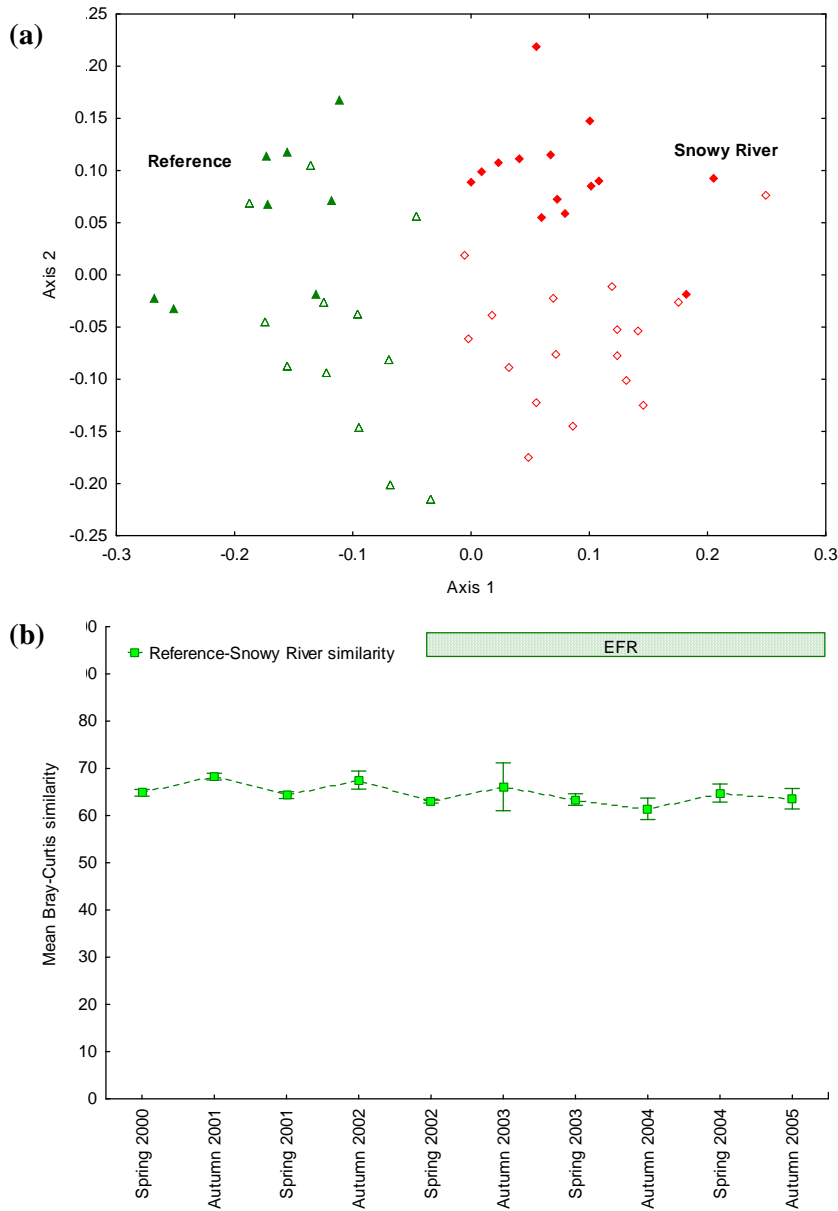 (a)
.25
.20
0.15
0.10
0.05
0.00
-0.05
-0.10
-0.15
-0.20
-0.25
Axis 2
Reference
Snowy River
-0.3
-0.2
-0.1
0.0
0.1
0.2
0.3
Axis 1
(b)
00
00
80
70
60
50
40
30
20
10
0
Mean Bray-Curtis similarity
Reference-Snowy River similarity
EFR
Spring 2000
Autumn 2001
Spring 2001
Autumn 2002
Spring 2002
Autumn 2003
Spring 2003
Autumn 2004
Spring 2004
Autumn 2005